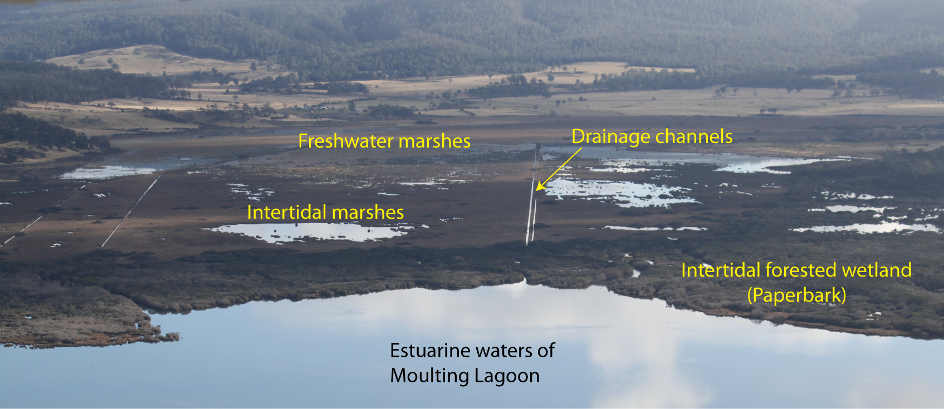 Freshwater marshes
Drainage channels
Intertidal marshes
Intertidal forested wetland
(Paperbark)
Estuarine waters of
Moulting Lagoon